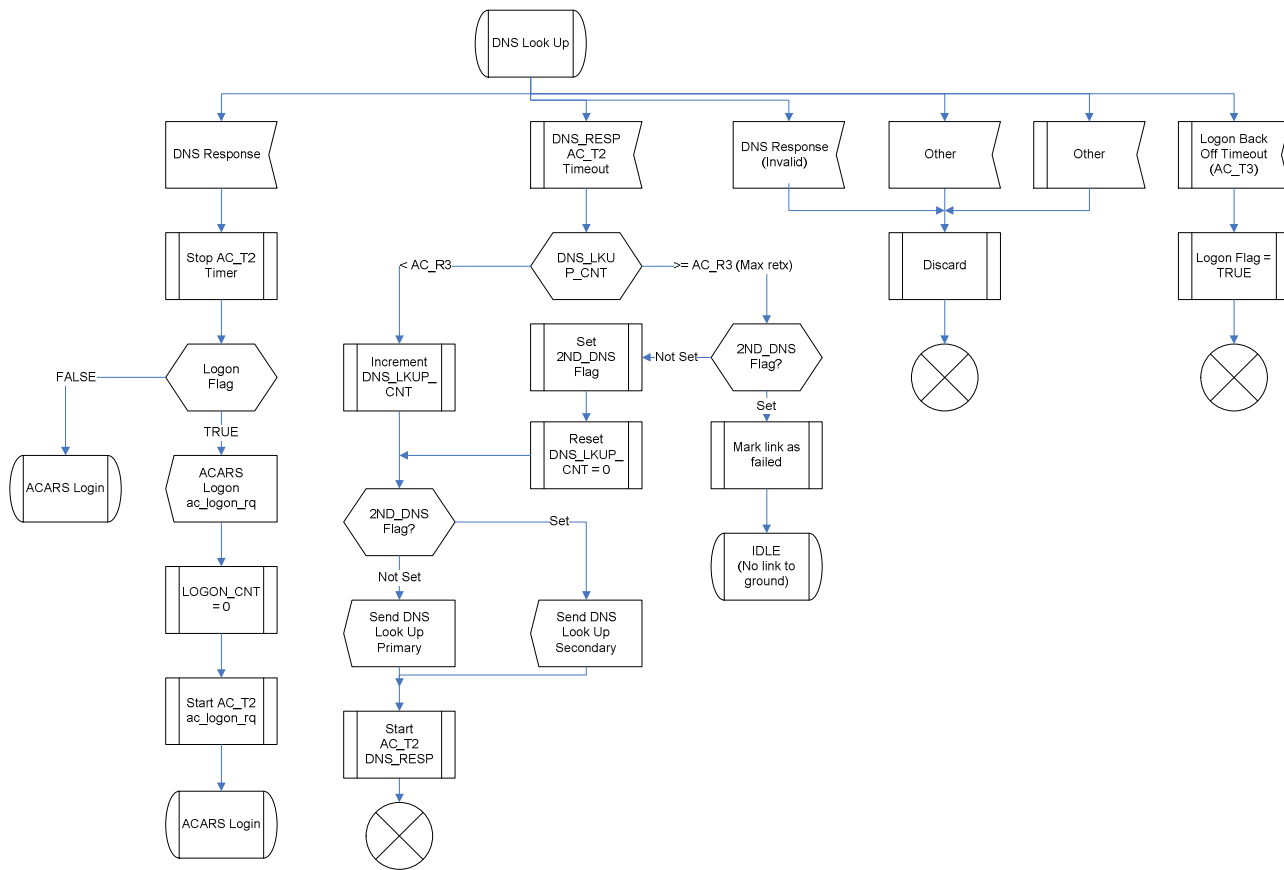 DNS Look Up
DNS Response
DNS_RESP
AC_T2
Timeout
DNS Response
(Invalid)
Other
Other
Logon Back
Off Timeout
(AC_T3)
Stop AC_T2
Timer
< AC_R3
DNS_LKU
P_CNT
>= AC_R3 (Max retx)
Discard
Logon Flag =
TRUE
FALSE
Logon
Flag
TRUE
Increment
DNS_LKUP_
CNT
Set
2ND_DNS
Flag
Not Set
2ND_DNS
Flag?
Set
ACARS Login
ACARS
Logon
ac_logon_rq
Reset
DNS_LKUP_
CNT = 0
Mark link as
failed
2ND_DNS
Flag?
Set
Not Set
IDLE
(No link to
ground)
LOGON_CNT
= 0
Send DNS
Look Up
Primary
Send DNS
Look Up
Secondary
Start AC_T2
ac_logon_rq
Start
AC_T2
DNS_RESP
ACARS Login